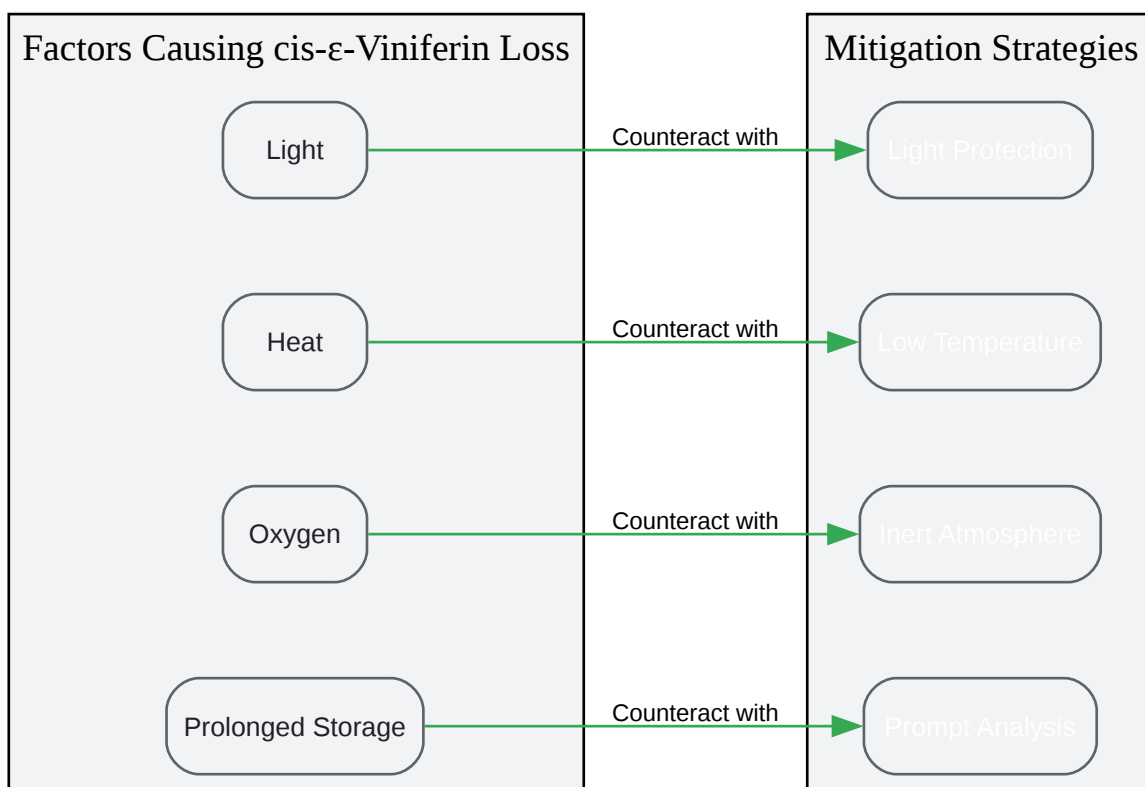 Factors Causing cis-ε-Viniferin Loss
Mitigation Strategies
Light
Counteract with
Light Protection
Heat
Counteract with
Low Temperature
Oxygen
Counteract with
Inert Atmosphere
Prolonged Storage
Counteract with
Prompt Analysis